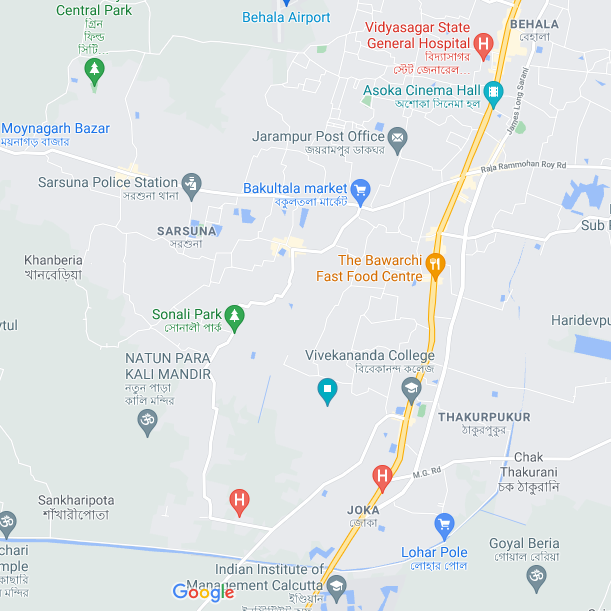 Central Park
গ্রিন
ফিল্ড
সিটি...
Behala Airport
Vidyasagar State
General Hospital
বিদ্যাসাগর
স্টেট জেনারেল...
BEHALA
বেহালা
Asoka Cinema Hall
অশোকা সিনেমা হল
James Long Sarani
Moynagarh Bazar
ময়নাগড় বাজার
Jarampur Post Office
জয়রামপুর ডাকঘর
Raja Rammohan Roy Rd
Sarsuna Police Station
সরশুনা থানা
Bakultala market
বকুলতলা মার্কেট
SARSUNA
সরশুনা
Sub P
Khanberia
খানবেড়িয়া
The Bawarchi
Fast Food Centre
Sonali Park
সোনালী পার্ক
ytul
Haridevpu
NATUN PARA
KALI MANDIR
নতুন পাড়া
কালি মন্দির
Vivekananda College
বিবেকানন্দ কলেজ
THAKURPUKUR
ঠাকুরপুকুর
Chak
Thakurani
চক ঠাকুরানি
M.G. Rd
Sankharipota
শাঁখারীপোতা
JOKA
জোকা
Lohar Pole
লোহার পোল
Goyal Beria
গোয়াল বেরিয়া
chari
mple
কাছারি
মন্দির
Indian Institute of
Management Calcutta
Google